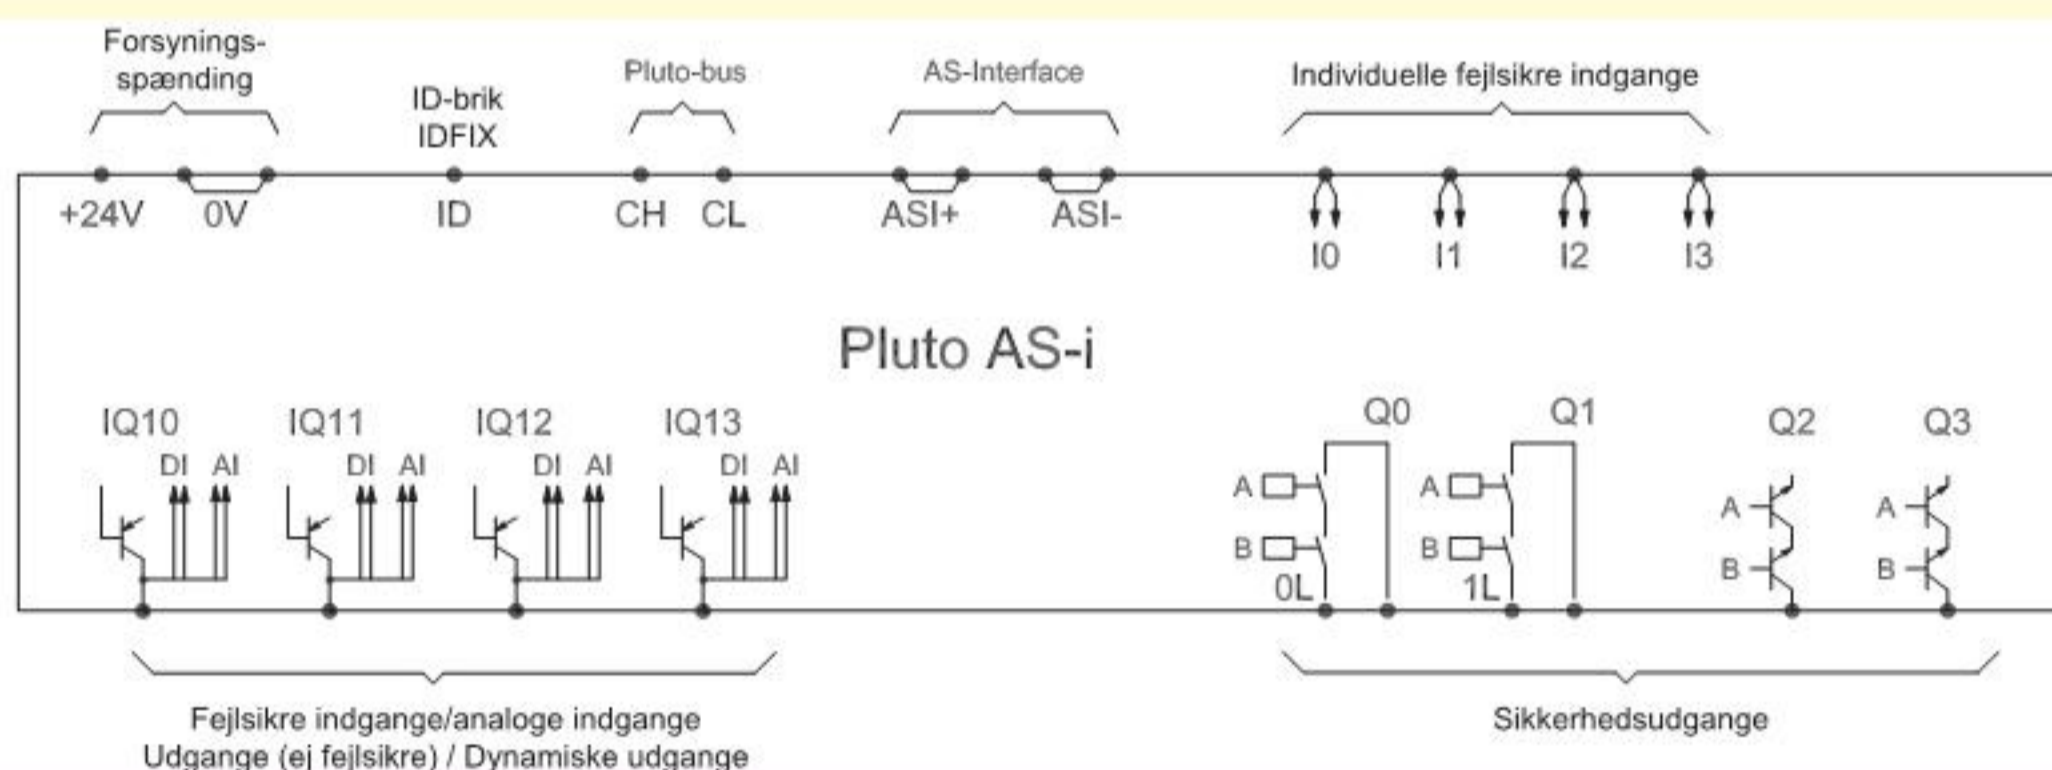 Forsynings-
spænding
ID-brik
IDFIX
Pluto-bus
AS-Interface
Individuelle fejlsikre indgange
+24V 0V ID CH CL ASI+ ASI-
I0 I1 I2 I3
Pluto AS-i
IQ10 IQ11 IQ12 IQ13 Q0 Q1 Q2 Q3
DI AI DI AI DI AI DI AI
A A A A
B B B B
0L 1L
Fejlsikre indgange/analoge indgange
Udgange (ej fejlsikre) / Dynamiske udgange
Sikkerhedsudgange